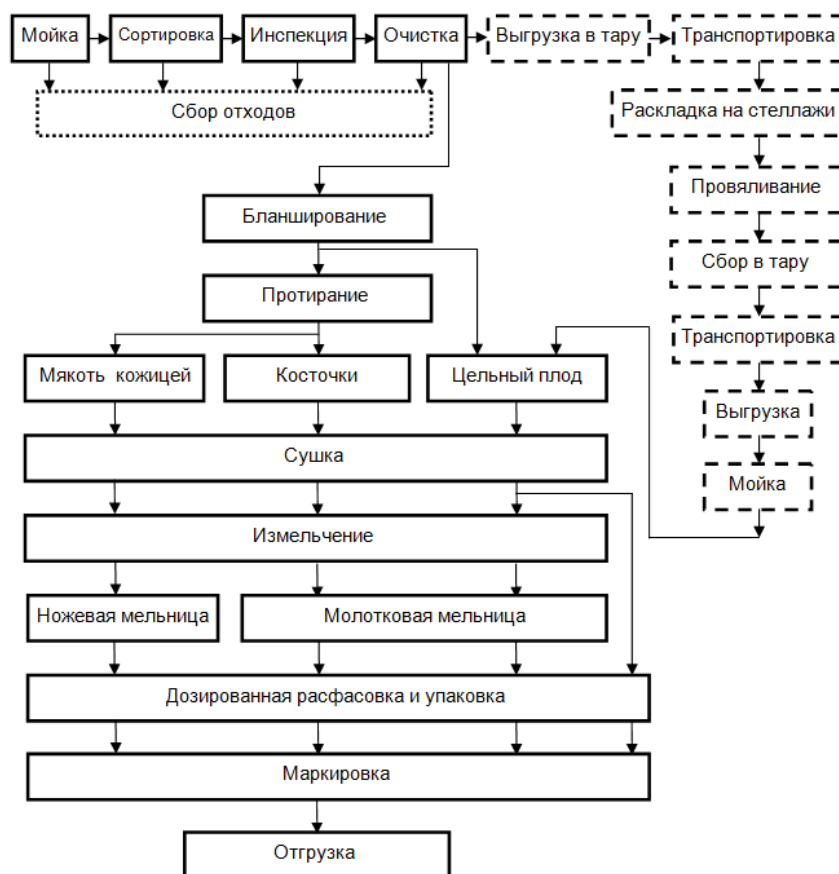 Мойка
Сортировка
Инспекция
Очистка
Выгрузка в тару
Транспортировка
Сбор отходов
Раскладка на стеллажи
Провяливание
Бланширование
Сбор в тару
Протирание
Транспортировка
Мякоть кожицей
Косточки
Цельный плод
Выгрузка
Сушка
Мойка
Измельчение
Ножевая мельница
Молотковая мельница
Дозированная расфасовка и упаковка
Маркировка
Отгрузка